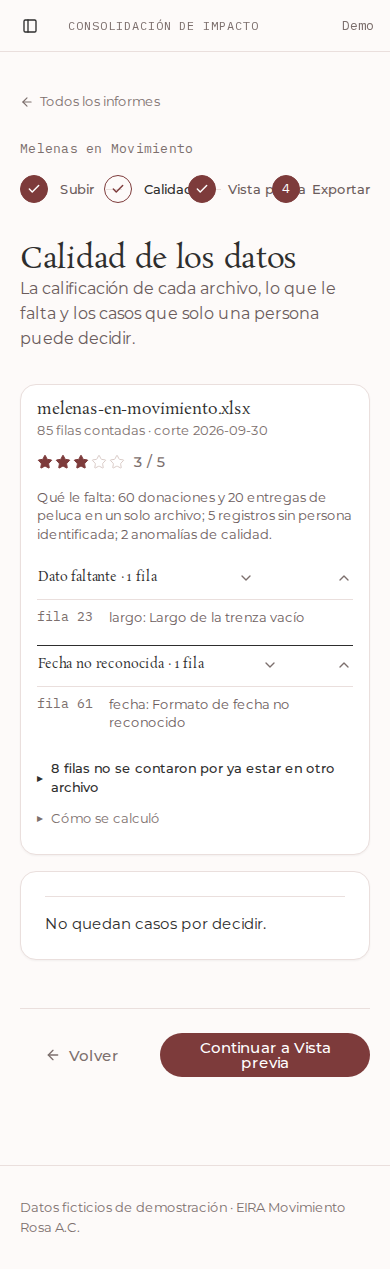 CONSOLIDACIÓN DE IMPACTO
Demo
Todos los informes
Melenas en Movimiento
Subir
Calidad
Vista p
a
4
Exportar
Calidad de los datos
La calificación de cada archivo, lo que le
falta y los casos que solo una persona
puede decidir.
melenas-en-movimiento.xlsx
85 filas contadas · corte 2026-09-30
3 / 5
Qué le falta: 60 donaciones y 20 entregas de
peluca en un solo archivo; 5 registros sin persona
identificada; 2 anomalías de calidad.
Dato faltante · 1 fila
fila 23 largo: Largo de la trenza vacío
Fecha no reconocida · 1 fila
fila 61 fecha: Formato de fecha no
reconocido
8 filas no se contaron por ya estar en otro
archivo
Cómo se calculó
No quedan casos por decidir.
Volver
Continuar a Vista
previa
Datos ficticios de demostración · EIRA Movimiento
Rosa A.C.